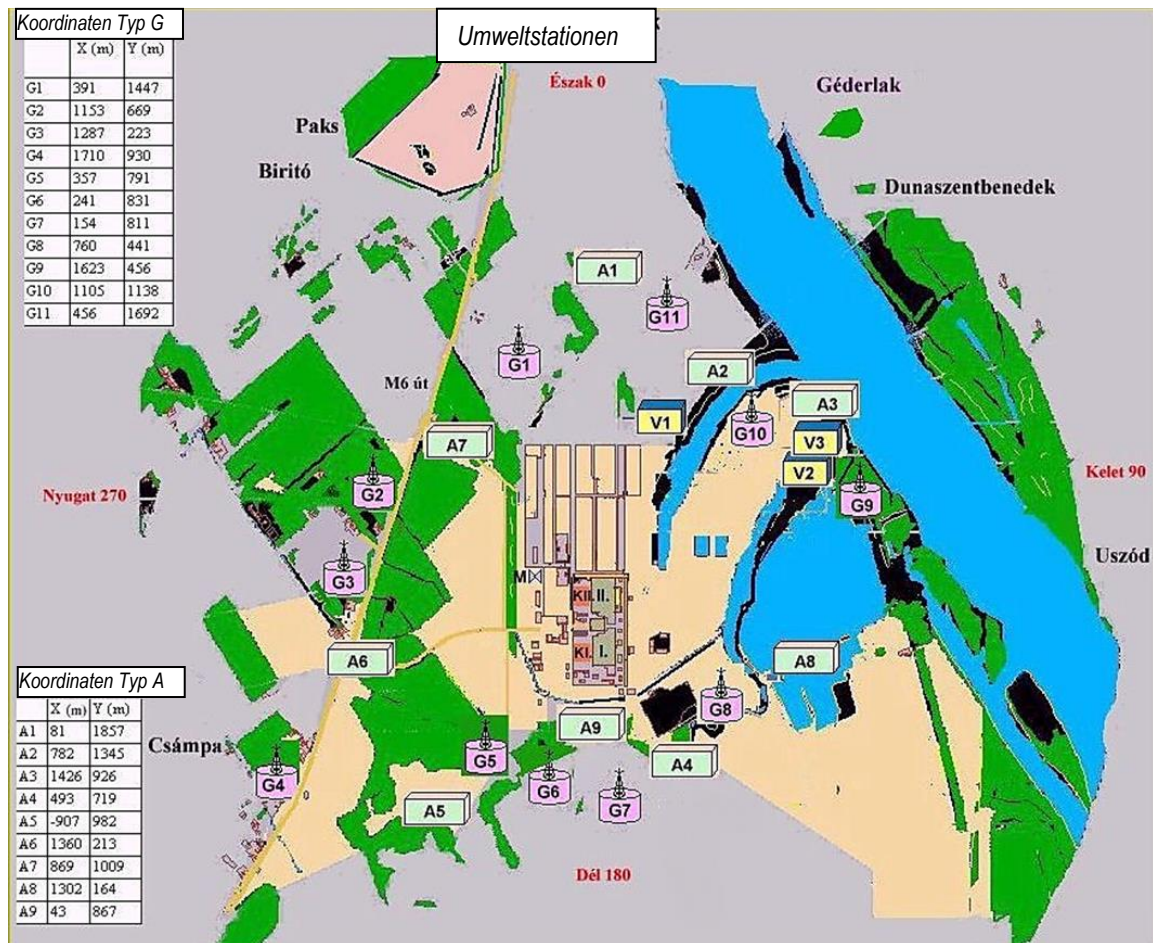 Koordinaten Typ G
X (m) Y (m)
G1 391 1447
G2 1153 669
G3 1287 223
G4 1710 930
G5 357 791
G6 241 831
G7 154 811
G8 760 441
G9 1623 456
G10 1105 1138
G11 456 1692
Umweltstationen
Észak 0
Géderlak
Paks
Biritó
Dunaszentbenedek
A1
G11
G1
A2
M6 út
A3
V1
G10
A7
V3
V2
Kelet 90
Nyugat 270
G2
G9
Uszód
G3
M
KII. II.
KI. I.
A6
A8
Koordinaten Typ A
X (m) Y (m)
A1 81 1857
A2 782 1345
A3 1426 926
A4 493 719
A5 -907 982
A6 1360 213
A7 869 1009
A8 1302 164
A9 43 867
G8
A9
Csámpa
G5
A4
G4
G6
G7
A5
Dél 180